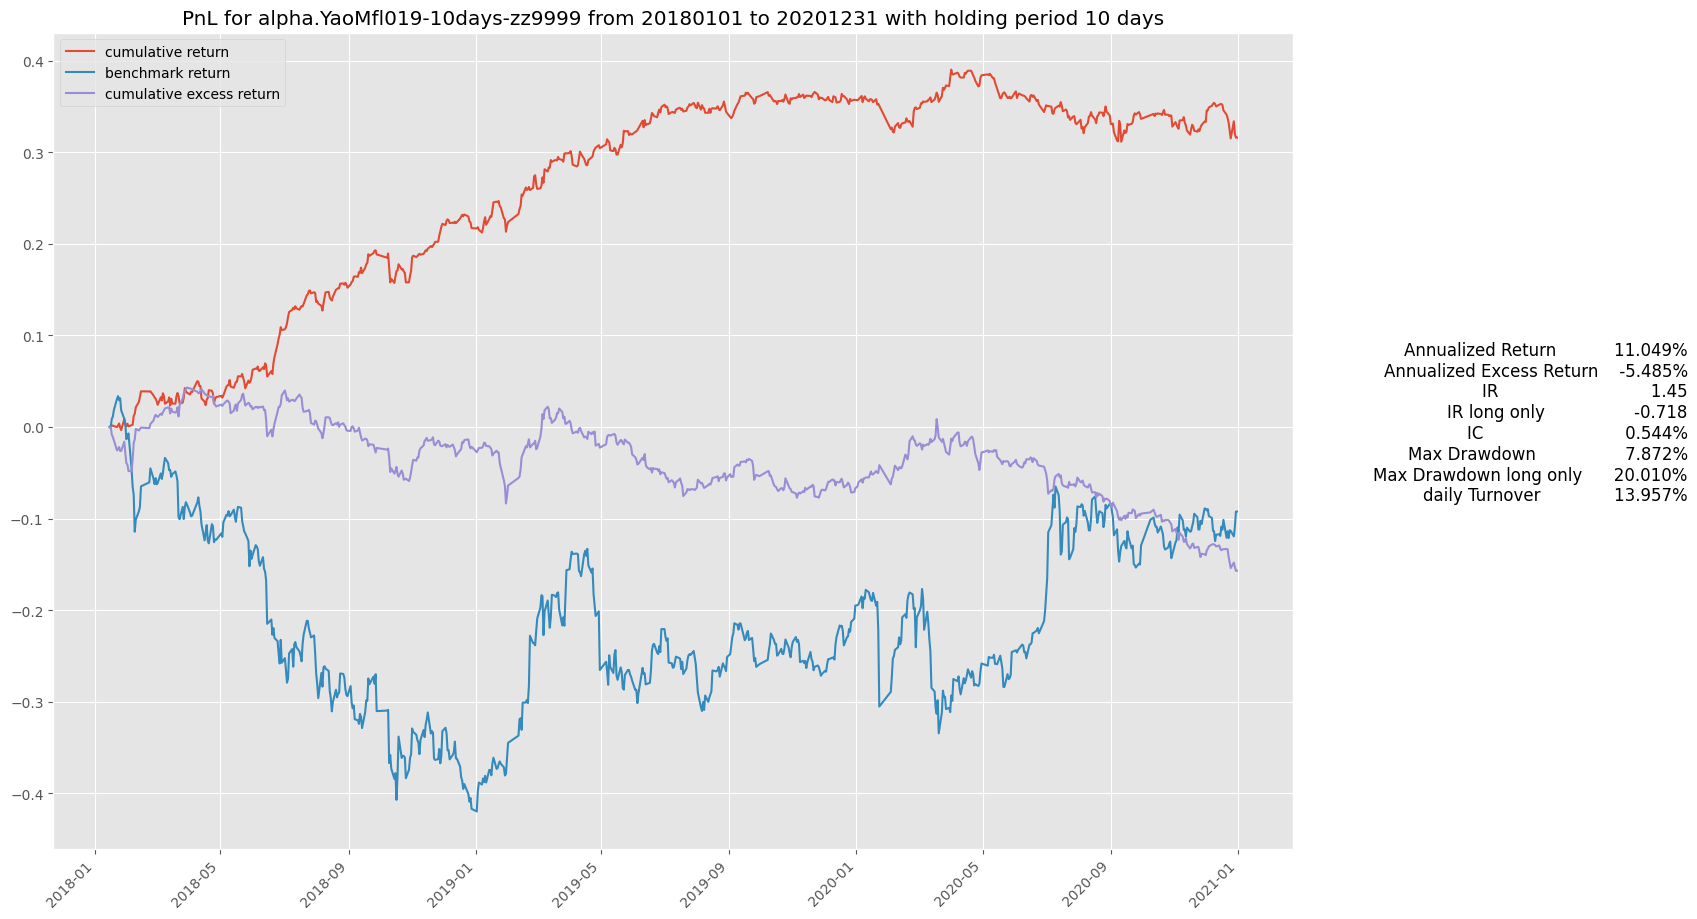 PnL for alpha.YaoMfl019-10days-zz9999 from 20180101 to 20201231 with holding period 10 days
cumulative return
benchmark return
cumulative excess return
0.4
0.3
0.2
0.1
0.0
−0.1
−0.2
−0.3
−0.4
2018-01
2018-05
2018-09
2019-01
2019-05
2019-09
2020-01
2020-05
2020-09
2021-01
Annualized Return 11.049%
Annualized Excess Return -5.485%
IR 1.45
IR long only -0.718
IC 0.544%
Max Drawdown 7.872%
Max Drawdown long only 20.010%
daily Turnover 13.957%